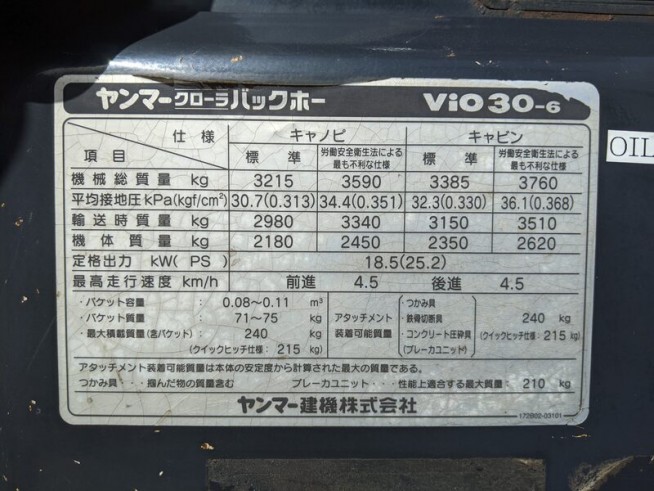 ヤンマークローラバックホー ViO30-6
仕様 キャノピ キャビン
項目 標準 労働安全衛生法による最も不利な仕様 標準 労働安全衛生法による最も不利な仕様
機械総質量 kg 3215 3590 3385 3760
平均接地圧 kPa(kgf/cm²) 30.7(0.313) 34.4(0.351) 32.3(0.330) 36.1(0.368)
輸送時質量 kg 2980 3340 3150 3510
機体質量 kg 2180 2450 2350 2620
定格出力 kW(PS) 18.5(25.2)
最高走行速度 km/h 前進 4.5 後進 4.5
・バケット容量 : 0.08〜0.11 m³
・バケット質量 : 71〜75 kg
・最大積載質量(含バケット) : 240 kg
(クイックヒッチ仕様 : 215 kg)
アタッチメント装着可能質量
つかみ具
・鉄骨切断具
・コンクリート圧砕具
(ブレーカユニット)
240 kg
(クイックヒッチ仕様 : 215 kg)
アタッチメント装着可能質量は本体の安定度から計算された最大の質量である。
つかみ具・・・掴んだ物の質量含む ブレーカユニット・・・性能上適合する最大質量 : 210 kg
ヤンマー建機株式会社
172B02-03101
OIL